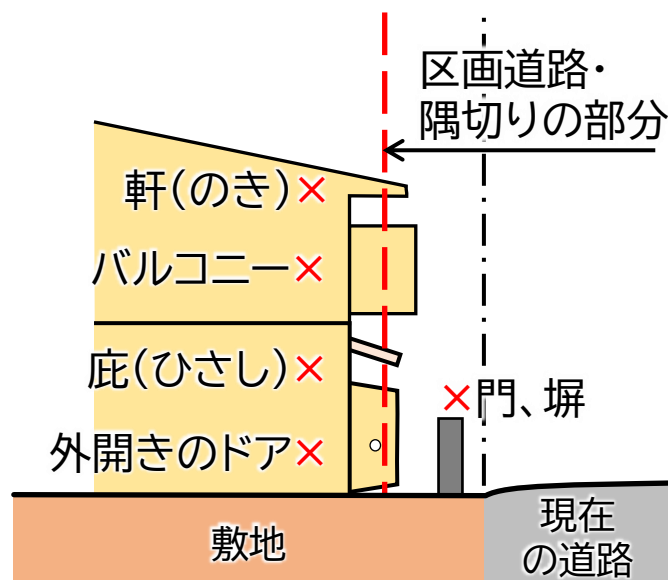 区画道路・
隅切りの部分
軒(のき)×
バルコニー×
庇(ひさし)×
×門、塀
外開きのドア×
敷地
現在
の道路